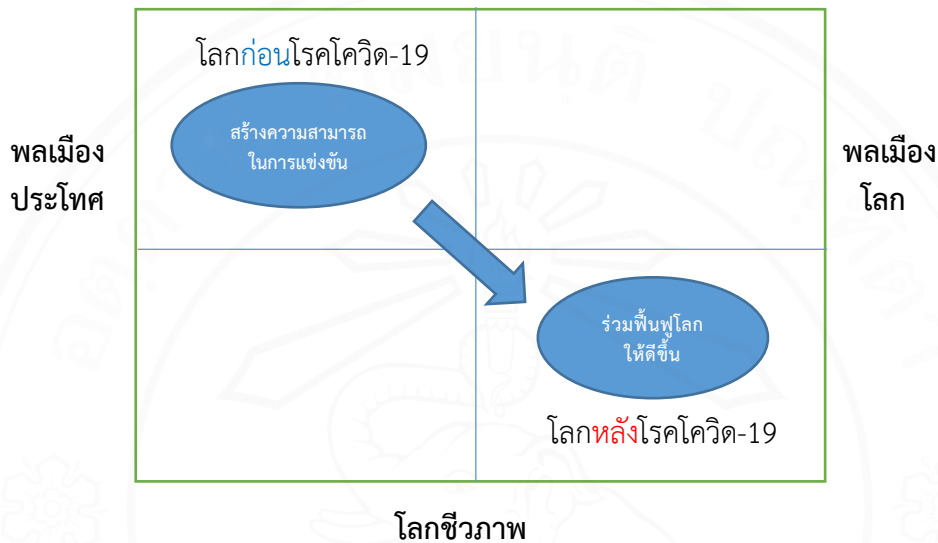 โลกก่อนโรคโควิด-19
สร้างความสามารถ
ในการแข่งขัน
พลเมือง
ประโทศ
พลเมือง
โลก
ร่วมฟื้นฟูโลก
ให้ดีขึ้น
โลกหลังโรคโควิด-19
โลกชีวภาพ